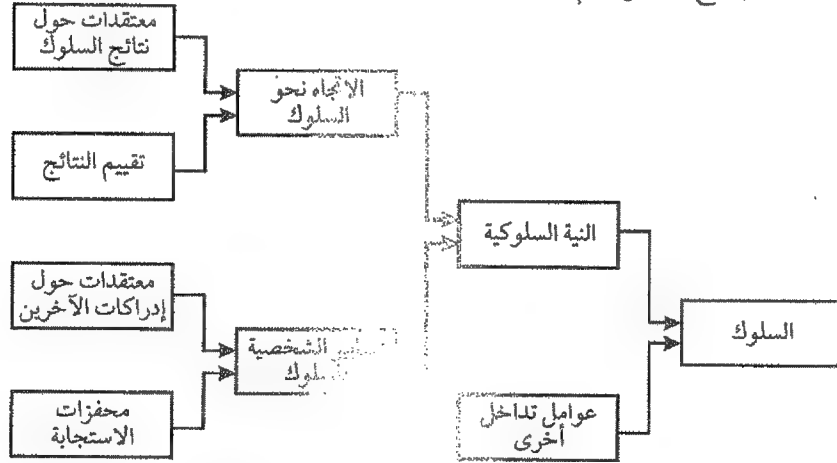 معتقدات حول
نتائج السلوك
الاتجاه نحو
السلوك
تقييم النتائج
النية السلوكية
معتقدات حول
إدراكات الآخرين
السلوك
الشخصية
محفزات
الاستجابة
عوامل تداخل
أخرى